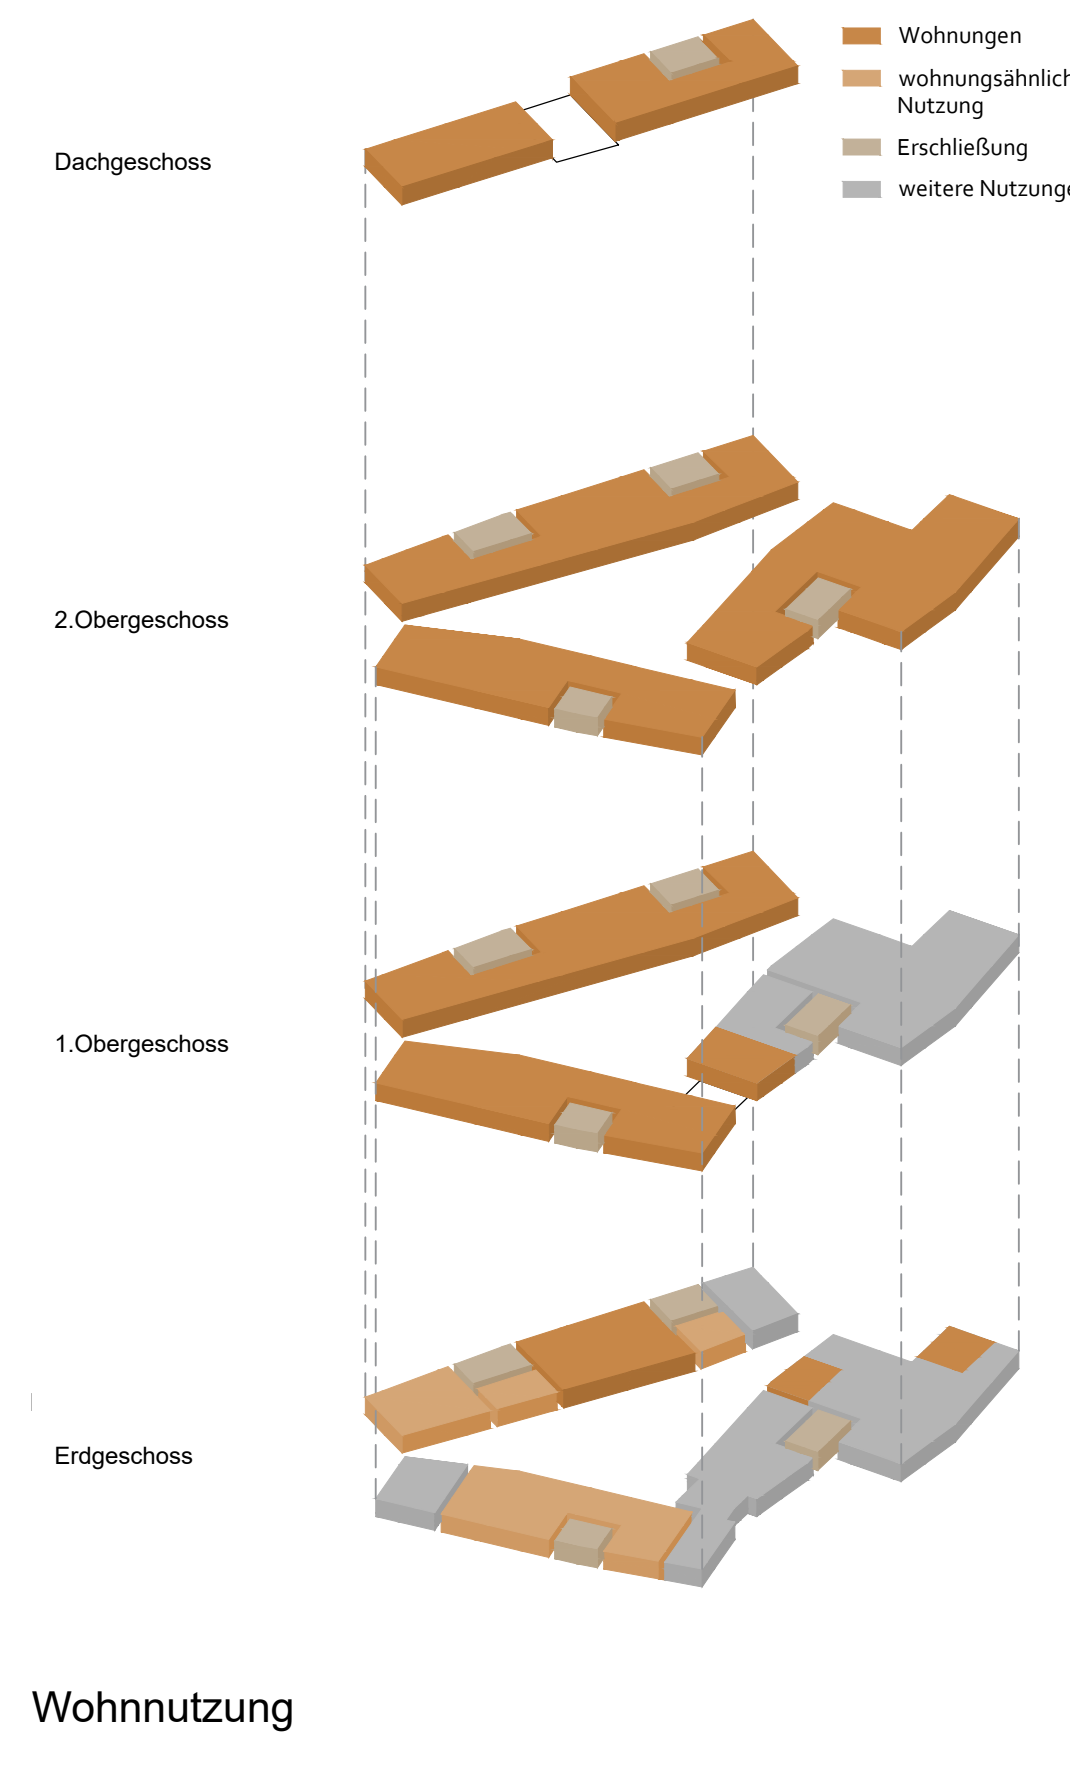 Wohnungen
wohnungsähnlich
Nutzung
Erschließung
weitere Nutzunge
Dachgeschoss
2.Obergeschoss
1.Obergeschoss
Erdgeschoss
Wohnnutzung